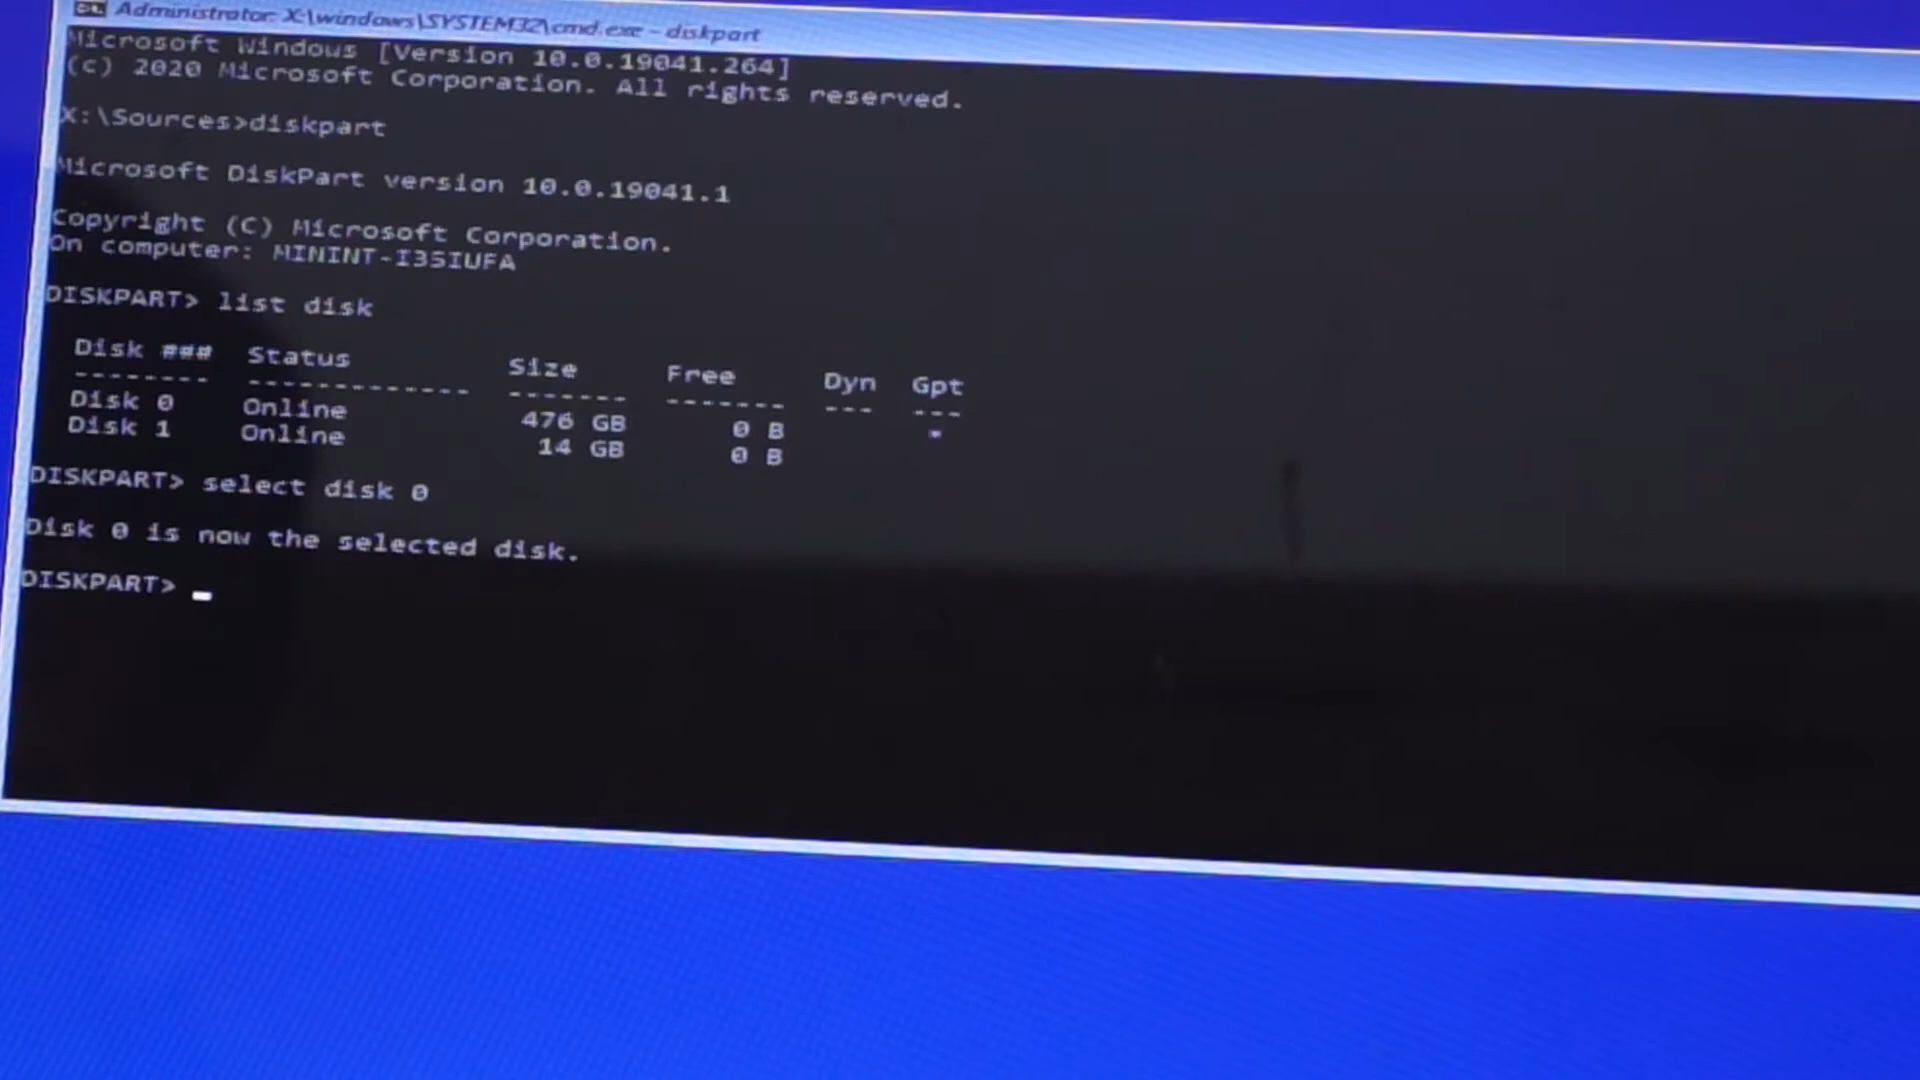 Administrator: X:\windows\SYSTEM32\cmd.exe - diskpart
Microsoft Windows [Version 10.0.19041.264]
(c) 2020 Microsoft Corporation. All rights reserved.
X:\Sources>diskpart
Microsoft DiskPart version 10.0.19041.1
Copyright (C) Microsoft Corporation.
On computer: MININT-I35IUFA
DISKPART> list disk
Disk ### Status Size Free Dyn Gpt
-------- ------------- ------- ------- --- ---
Disk 0 Online 476 GB 0 B *
Disk 1 Online 14 GB 0 B
DISKPART> select disk 0
Disk 0 is now the selected disk.
DISKPART> _